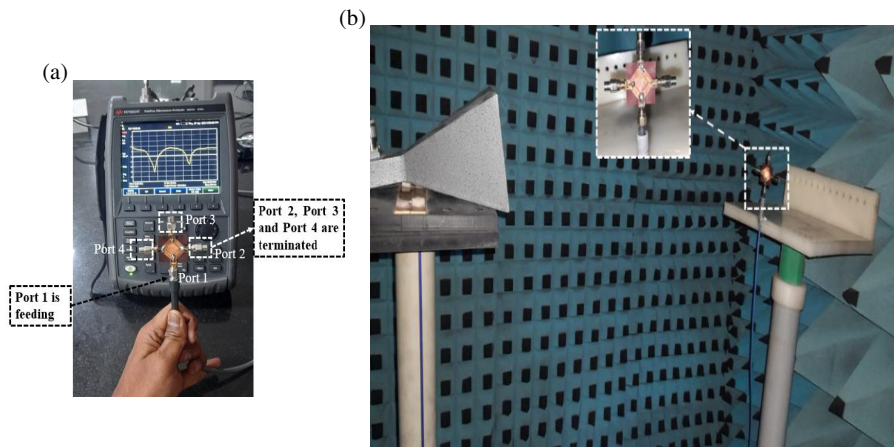 (a)
(b)
KEYSIGHT
Port 3
Port 4
Port 2
Port 1
Port 2, Port 3
and Port 4 are
terminated
Port 1 is
feeding